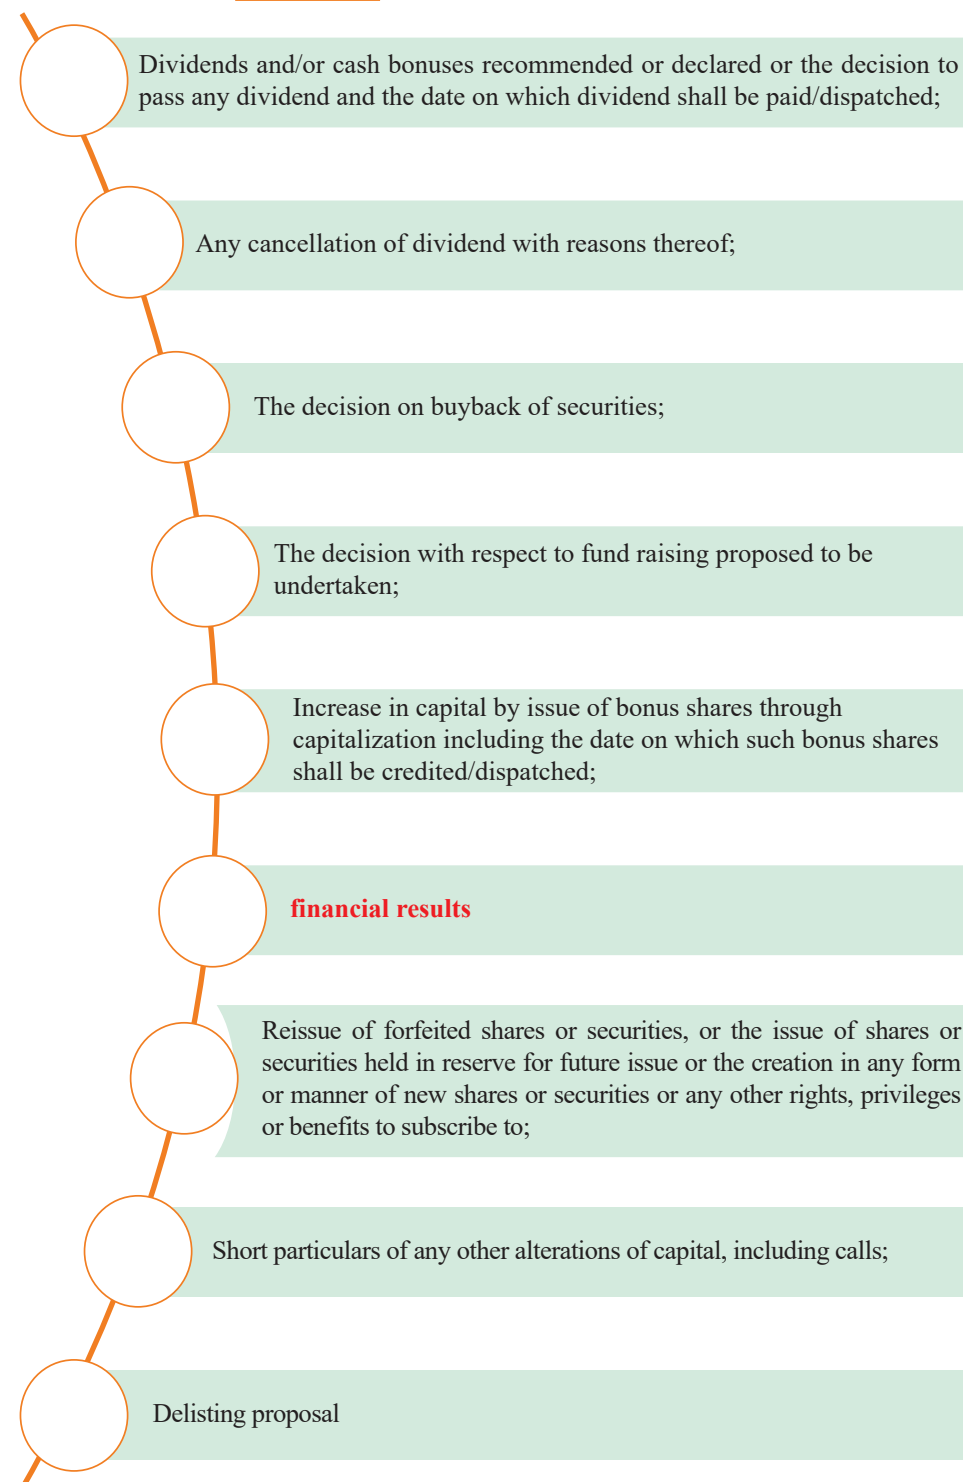 Dividends and/or cash bonuses recommended or declared or the decision to
pass any dividend and the date on which dividend shall be paid/dispatched;
Any cancellation of dividend with reasons thereof;
The decision on buyback of securities;
The decision with respect to fund raising proposed to be
undertaken;
Increase in capital by issue of bonus shares through
capitalization including the date on which such bonus shares
shall be credited/dispatched;
financial results
Reissue of forfeited shares or securities, or the issue of shares or
securities held in reserve for future issue or the creation in any form
or manner of new shares or securities or any other rights, privileges
or benefits to subscribe to;
Short particulars of any other alterations of capital, including calls;
Delisting proposal